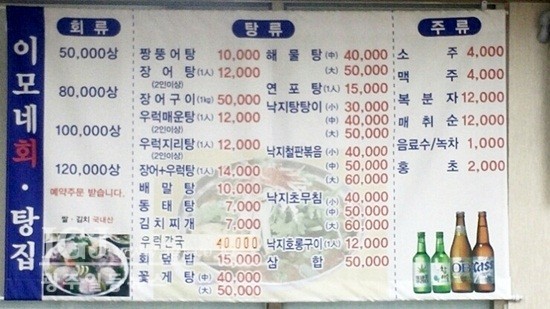 이모네회·탕집
회류
50,000상
80,000상
100,000상
120,000상
예약주문 받습니다.
쌀·김치 국내산
탕류
짱뚱어탕 10,000
장어탕(1人) 12,000
(2인이상)
장어구이(1kg) 50,000
우럭매운탕(1人) 12,000
(2인이상)
우럭지리탕(1人) 12,000
(2인이상)
장어+우럭탕(1人) 14,000
배말탕 10,000
동태탕 7,000
김치찌개 7,000
우럭간국 40,000
회덮밥 15,000
꽃게탕(中) 40,000
(大) 50,000
해물탕(中) 40,000
(大) 50,000
연포탕(1人) 15,000
낙지탕탕이(小) 30,000
(中) 40,000
(大) 60,000
낙지철판볶음(小) 40,000
(中) 50,000
(大) 60,000
낙지초무침(小) 40,000
(中) 50,000
(大) 60,000
낙지호롱구이(1人) 12,000
삼합 50,000
주류
소주 4,000
맥주 4,000
복분자 12,000
매취순 12,000
음료수/녹차 1,000
홍초 2,000
OB
Cass